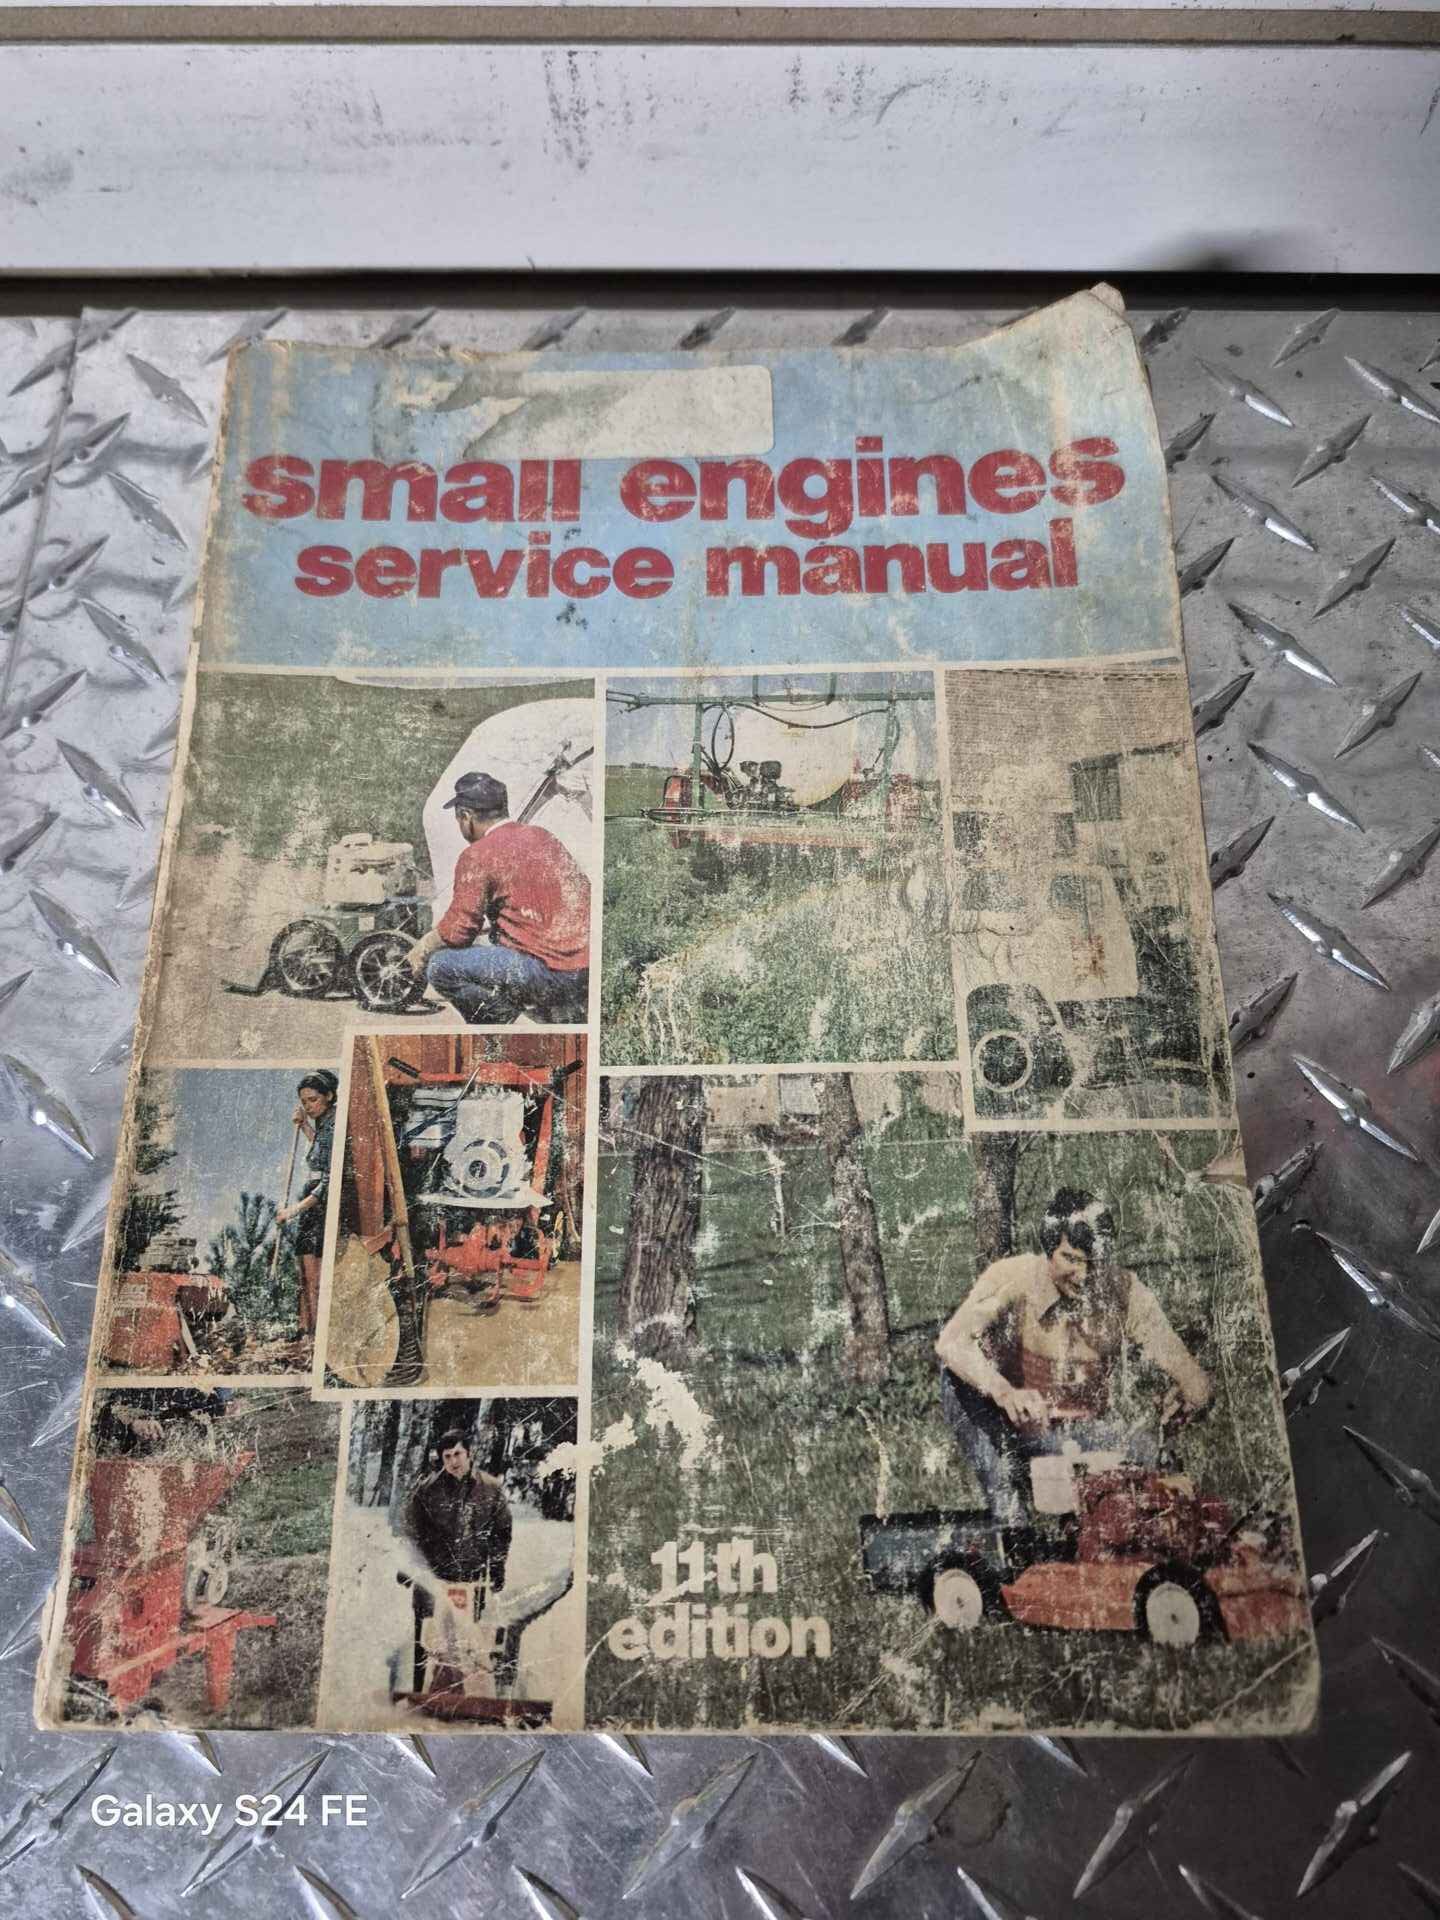 small engines
service manual
11th
edition
Galaxy S24 FE